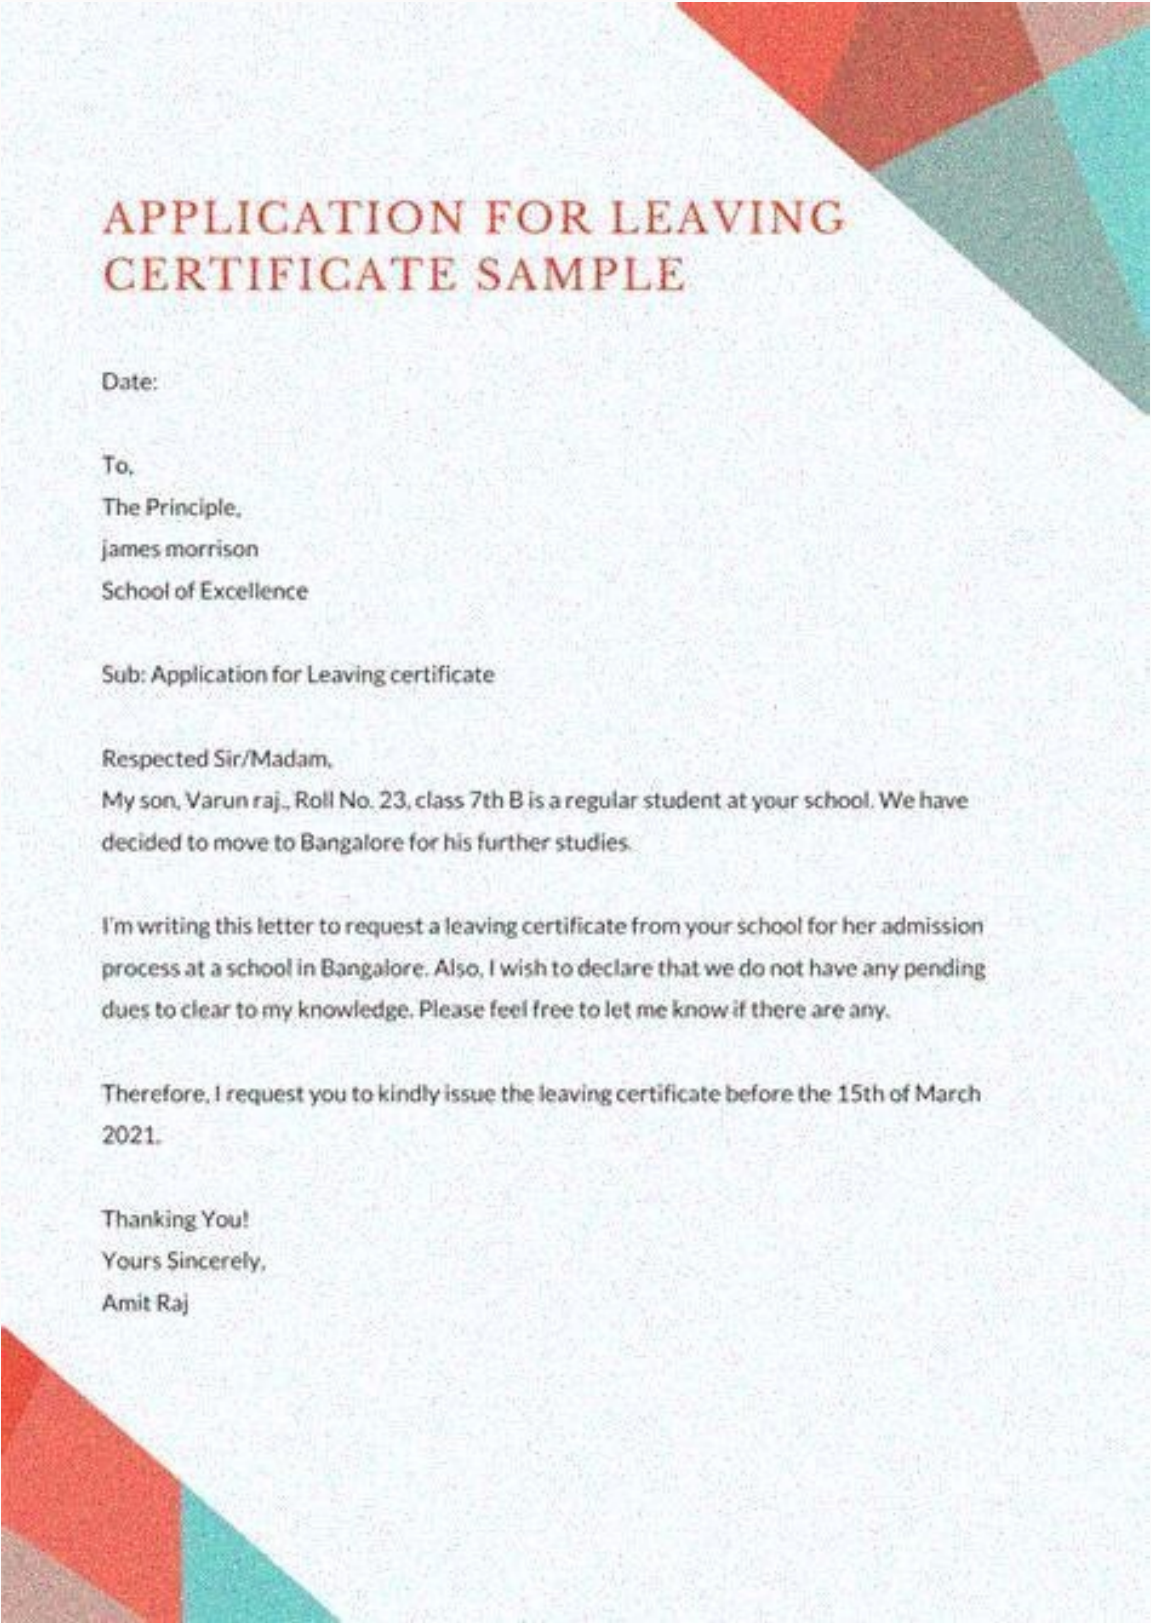 APPLICATION FOR LEAVING
CERTIFICATE SAMPLE
Date:
To,
The Principle,
james morrison
School of Excellence
Sub: Application for Leaving certificate
Respected Sir/Madam,
My son, Varun raj., Roll No. 23, class 7th B is a regular student at your school. We have
decided to move to Bangalore for his further studies.
I'm writing this letter to request a leaving certificate from your school for her admission
process at a school in Bangalore. Also, I wish to declare that we do not have any pending
dues to clear to my knowledge. Please feel free to let me know if there are any.
Therefore, I request you to kindly issue the leaving certificate before the 15th of March
2021.
Thanking You!
Yours Sincerely,
Amit Raj